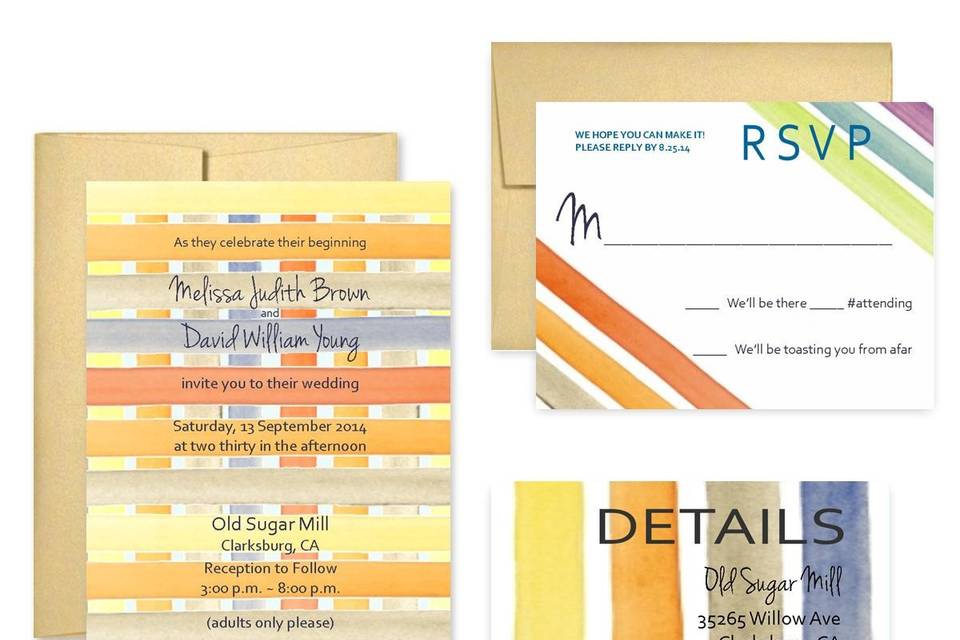 As they celebrate their beginning
Melissa Judith Brown
and
David William Young
invite you to their wedding
Saturday, 13 September 2014
at two thirty in the afternoon
Old Sugar Mill
Clarksburg, CA
Reception to Follow
3:00 p.m. ~ 8:00 p.m.
(adults only please)
WE HOPE YOU CAN MAKE IT!
PLEASE REPLY BY 8.25.14
RSVP
M
____ We'll be there _____ #attending
____ We'll be toasting you from afar
DETAILS
Old Sugar Mill
35265 Willow Ave